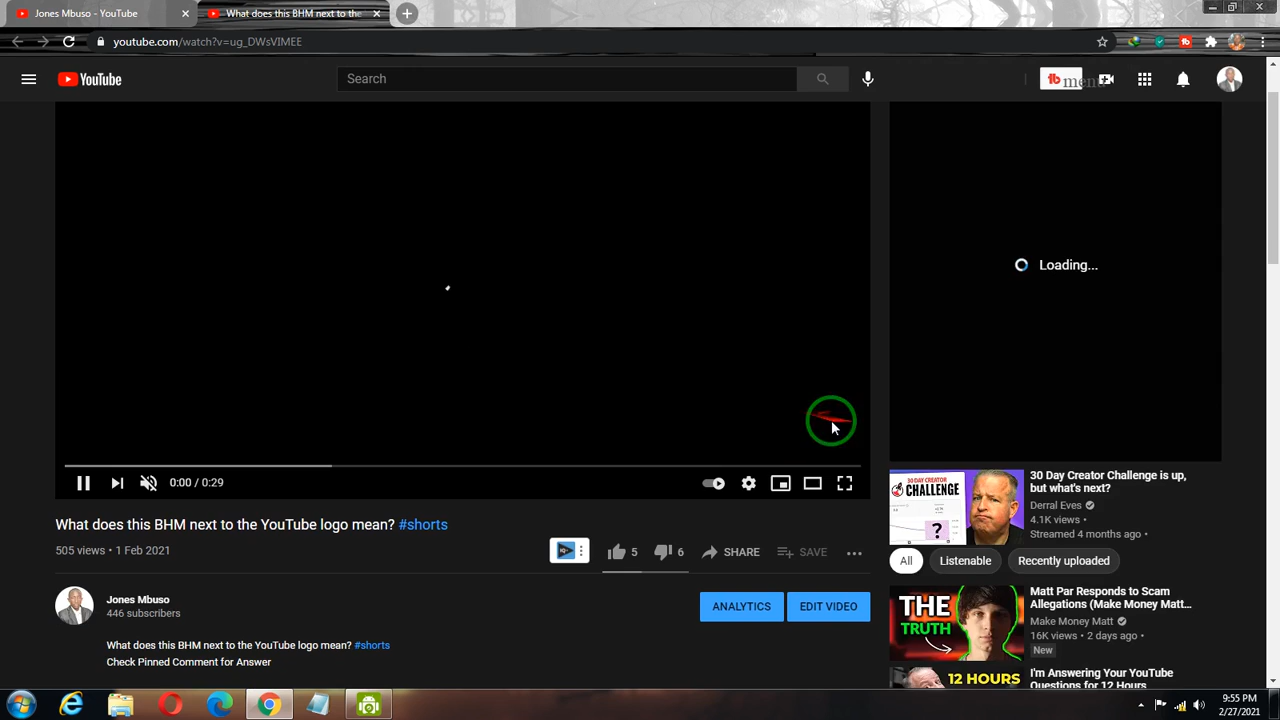 Jones Mbuso - YouTube
What does this BHM next to the
youtube.com/watch?v=ug_DWsVIMEE
YouTube
Search
menu
Loading...
0:00 / 0:29
What does this BHM next to the YouTube logo mean? #shorts
505 views • 1 Feb 2021
5
6
SHARE
SAVE
Jones Mbuso
446 subscribers
ANALYTICS
EDIT VIDEO
What does this BHM next to the YouTube logo mean? #shorts
Check Pinned Comment for Answer
30 DAY CREATOR
CHALLENGE
?
30 Day Creator Challenge is up,
but what's next?
Derral Eves
4.1K views •
Streamed 4 months ago •
All
Listenable
Recently uploaded
THE
TRUTH
Matt Par Responds to Scam
Allegations (Make Money Matt...
Make Money Matt
16K views • 2 days ago •
New
12 HOURS
I'm Answering Your YouTube
Questions for 12 Hours
9:55 PM
2/27/2021